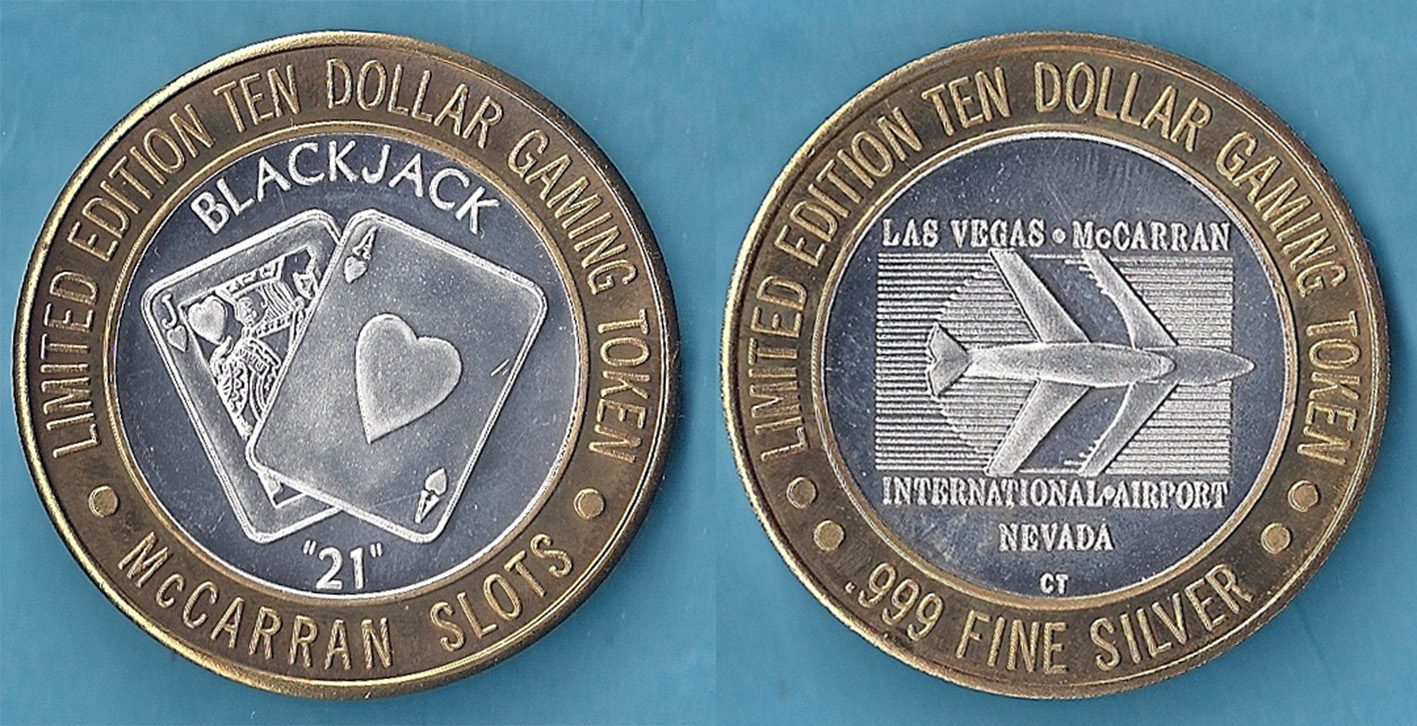 LIMITED EDITION TEN DOLLAR GAMING TOKEN
BLACKJACK
J
A
A
"21"
McCARRAN SLOTS
LIMITED EDITION TEN DOLLAR GAMING TOKEN
LAS VEGAS • McCARRAN
INTERNATIONAL • AIRPORT
NEVADA
CT
.999 FINE SILVER